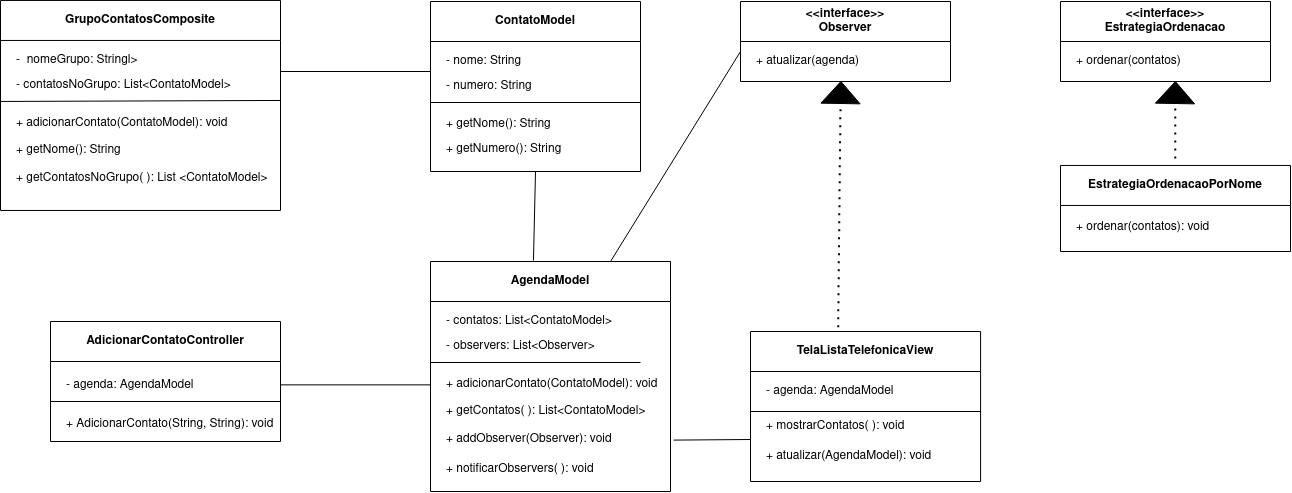 GrupoContatosComposite
- nomeGrupo: Stringl>
- contatosNoGrupo: List<ContatoModel>
+ adicionarContato(ContatoModel): void
+ getNome(): String
+ getContatosNoGrupo( ): List <ContatoModel>
ContatoModel
- nome: String
- numero: String
+ getNome(): String
+ getNumero(): String
<<interface>>
Observer
+ atualizar(agenda)
<<interface>>
EstrategiaOrdenacao
+ ordenar(contatos)
EstrategiaOrdenacaoPorNome
+ ordenar(contatos): void
AdicionarContatoController
- agenda: AgendaModel
+ AdicionarContato(String, String): void
AgendaModel
- contatos: List<ContatoModel>
- observers: List<Observer>
+ adicionarContato(ContatoModel): void
+ getContatos( ): List<ContatoModel>
+ addObserver(Observer): void
+ notificarObservers( ): void
TelaListaTelefonicaView
- agenda: AgendaModel
+ mostrarContatos( ): void
+ atualizar(AgendaModel): void